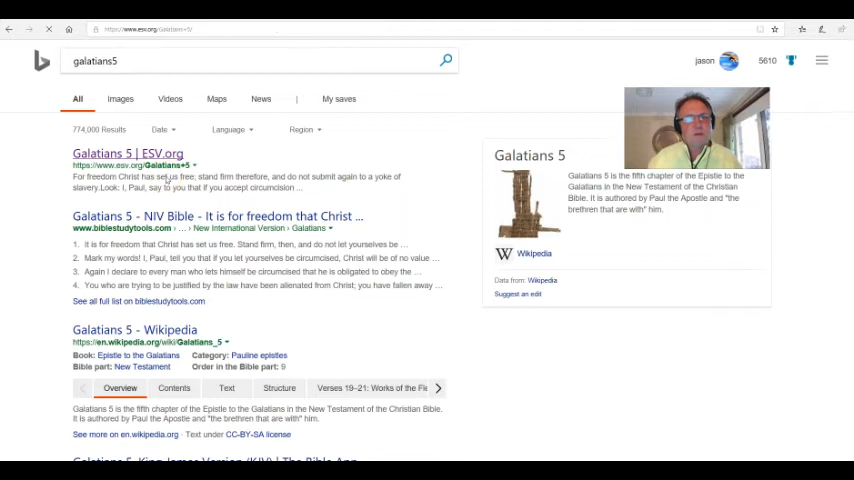 https://www.esv.org/Galatians+5/
galatians5
jason
5610
All Images Videos Maps News | My saves
774,000 Results Date Language Region
Galatians 5 | ESV.org
https://www.esv.org/Galatians+5
For freedom Christ has set us free; stand firm therefore, and do not submit again to a yoke of
slavery.Look: I, Paul, say to you that if you accept circumcision ...
Galatians 5 - NIV Bible - It is for freedom that Christ ...
www.biblestudytools.com › ... › New International Version › Galatians
1. It is for freedom that Christ has set us free. Stand firm, then, and do not let yourselves be ...
2. Mark my words! I, Paul, tell you that if you let yourselves be circumcised, Christ will be of no value ...
3. Again I declare to every man who lets himself be circumcised that he is obligated to obey the ...
4. You who are trying to be justified by the law have been alienated from Christ; you have fallen away ...
See all full list on biblestudytools.com
Galatians 5 - Wikipedia
https://en.wikipedia.org/wiki/Galatians_5
Book: Epistle to the Galatians Category: Pauline epistles
Bible part: New Testament Order in the Bible part: 9
Overview Contents Text Structure Verses 19–21: Works of the Fle
Galatians 5 is the fifth chapter of the Epistle to the Galatians in the New Testament of the Christian Bible.
It is authored by Paul the Apostle and "the brethren that are with" him.
See more on en.wikipedia.org · Text under CC-BY-SA license
Galatians 5 King James Version (KJV) | The Bible App
Galatians 5
Galatians 5 is the fifth chapter of the Epistle to the
Galatians in the New Testament of the Christian
Bible. It is authored by Paul the Apostle and "the
brethren that are with" him.
W Wikipedia
Data from: Wikipedia
Suggest an edit